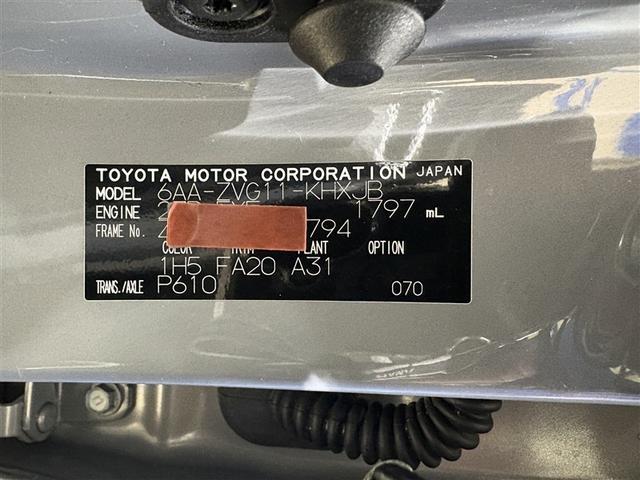 TOYOTA MOTOR CORPORATION JAPAN
MODEL 6AA-ZVG11-KHXJB
ENGINE 1797 mL
FRAME No. 794
COLOR TRIM PLANT OPTION
1H5 FA20 A31
TRANS./AXLE P610 070